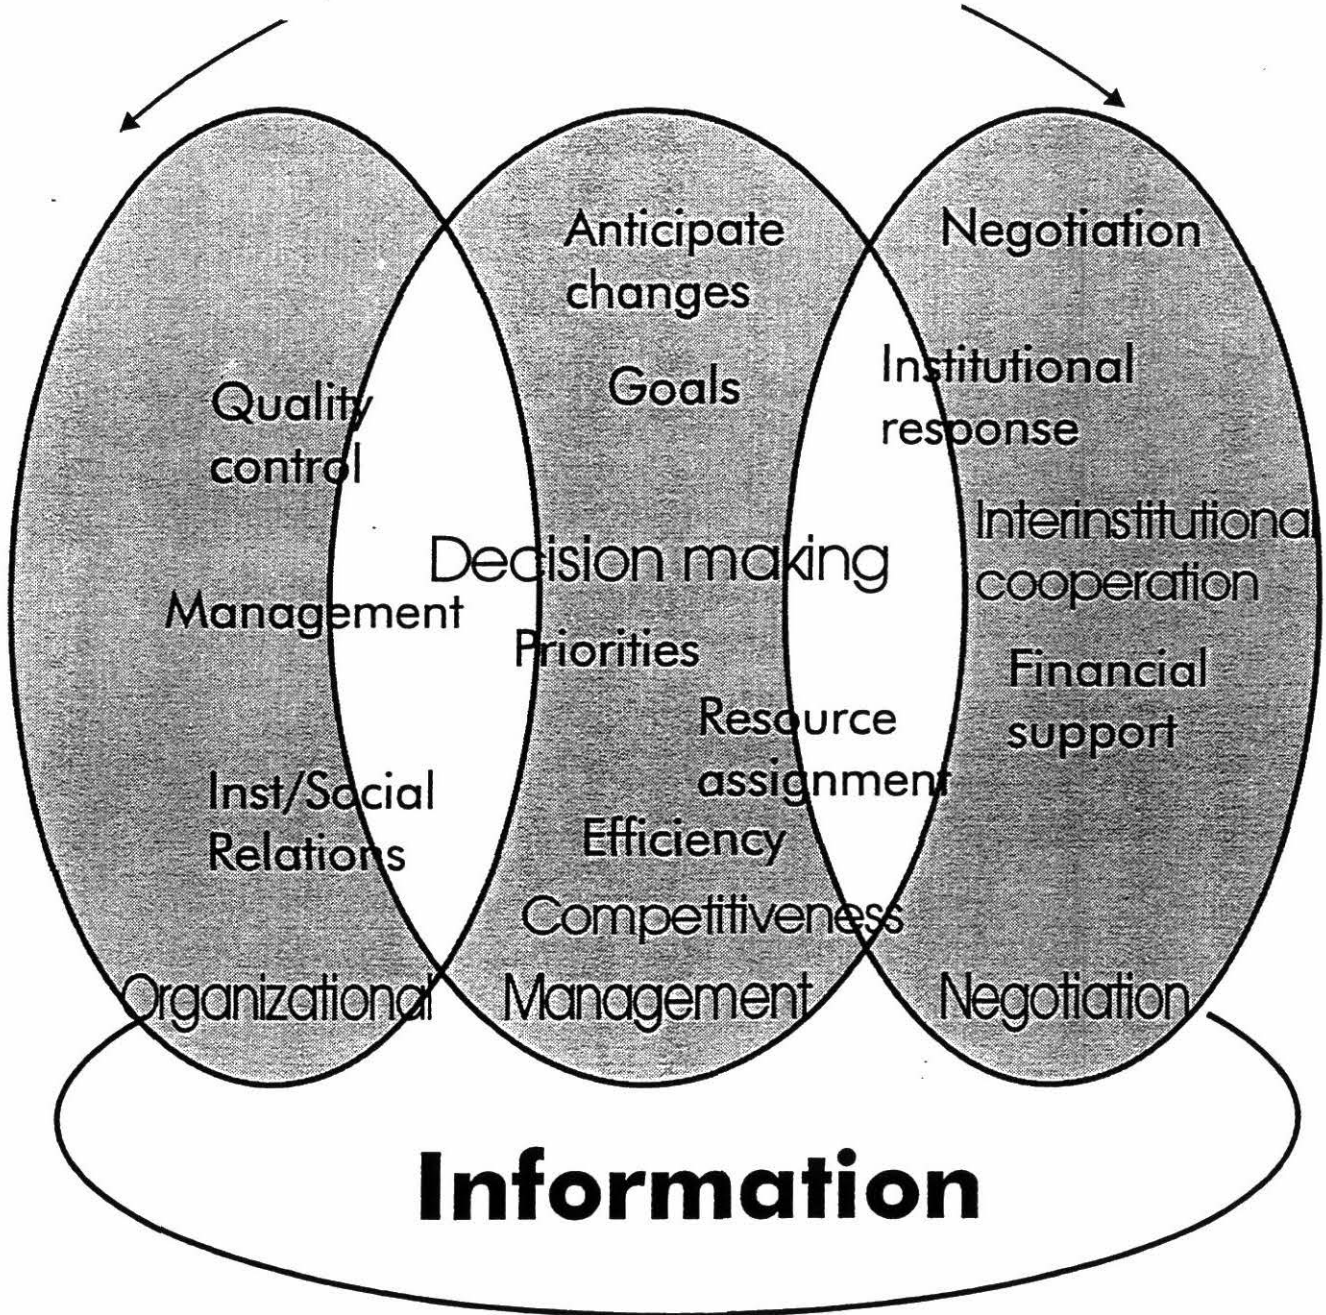 Anticipate
changes
Negotiation
Goals
Institutional
response
Quality
control
Interinstitutional
cooperation
Decision making
Management
Priorities
Financial
support
Resource
assignment
Inst/Social
Relations
Efficiency
Competitiveness
Organizational
Management
Negotiation
Information